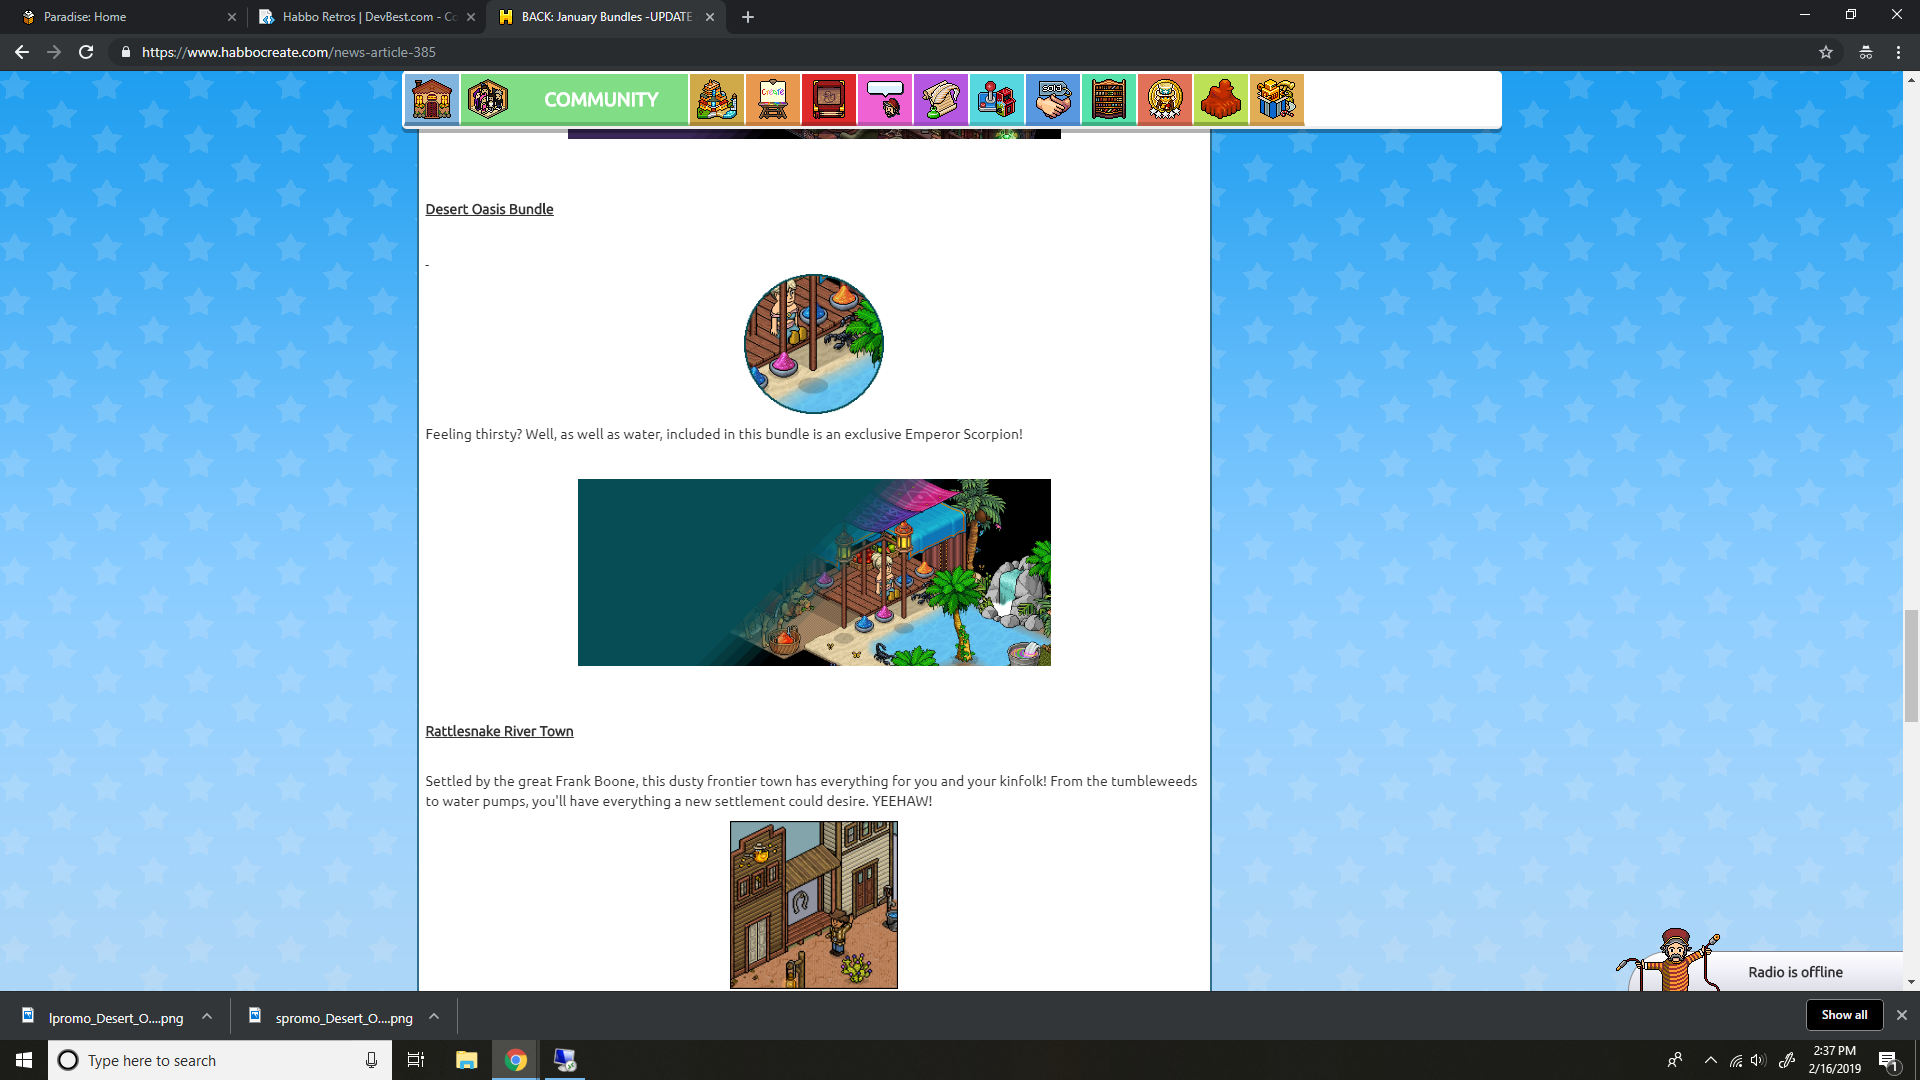 Paradise: Home
Habbo Retros | DevBest.com - Co
BACK: January Bundles -UPDATE
https://www.habbocreate.com/news-article-385
COMMUNITY
Create
Desert Oasis Bundle
-
Feeling thirsty? Well, as well as water, included in this bundle is an exclusive Emperor Scorpion!
Rattlesnake River Town
Settled by the great Frank Boone, this dusty frontier town has everything for you and your kinfolk! From the tumbleweeds
to water pumps, you'll have everything a new settlement could desire. YEEHAW!
Radio is offline
lpromo_Desert_O....png
spromo_Desert_O....png
Show all
Type here to search
2:37 PM
2/16/2019
1